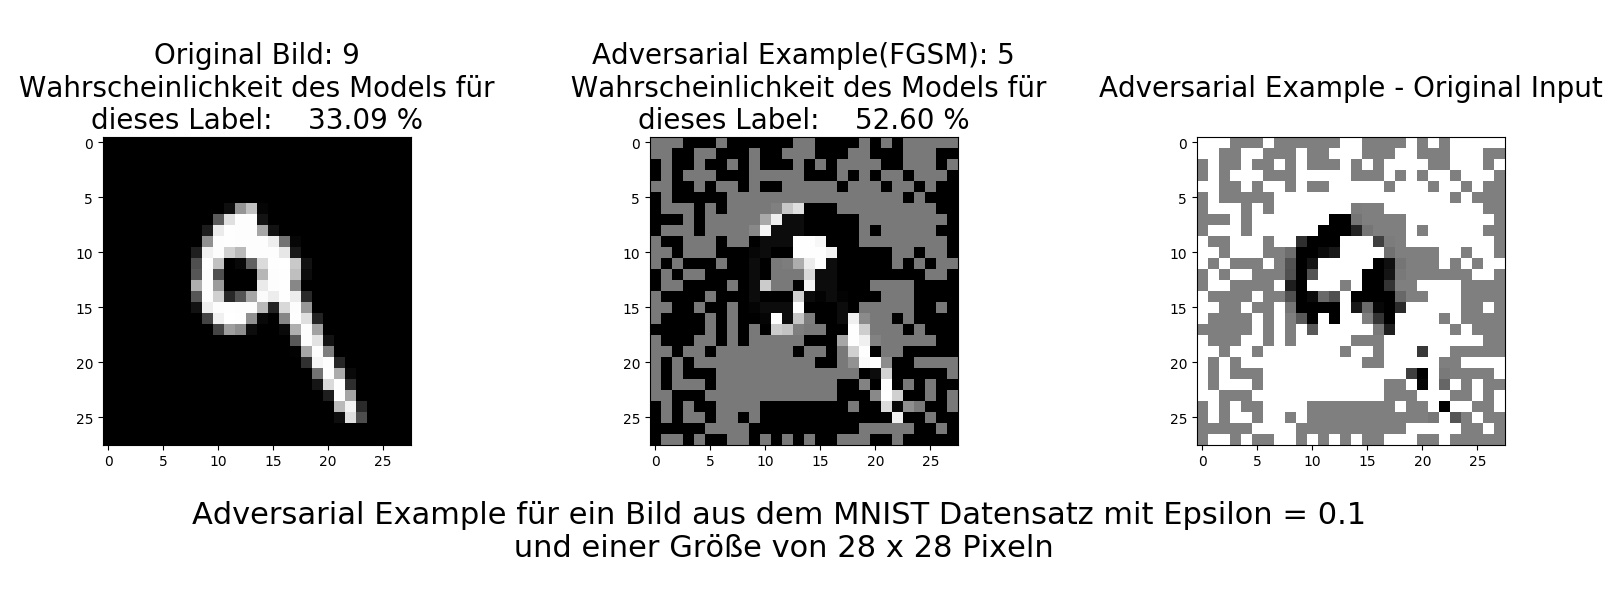 Original Bild: 9
Wahrscheinlichkeit des Models für
dieses Label:    33.09 %
0
5
10
15
20
25
0 5 10 15 20 25
Adversarial Example(FGSM): 5
Wahrscheinlichkeit des Models für
dieses Label:    52.60 %
0
5
10
15
20
25
0 5 10 15 20 25
Adversarial Example - Original Input
0
5
10
15
20
25
0 5 10 15 20 25
Adversarial Example für ein Bild aus dem MNIST Datensatz mit Epsilon = 0.1
und einer Größe von 28 x 28 Pixeln